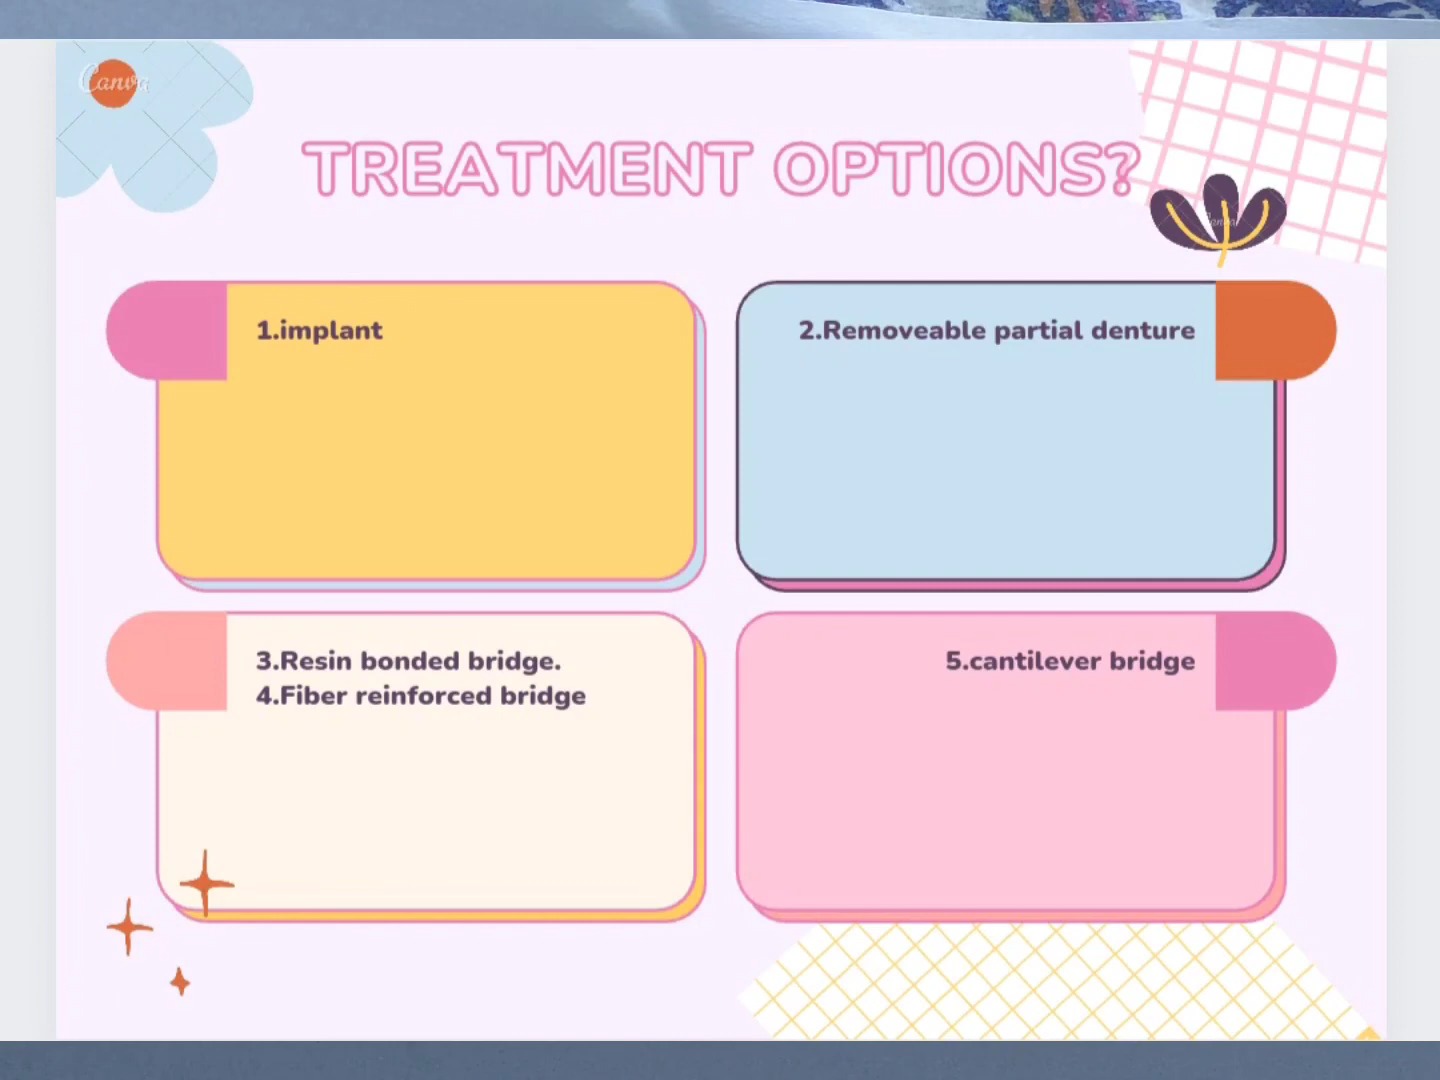 Canva
TREATMENT OPTIONS?
Canva
1.implant
2.Removeable partial denture
3.Resin bonded bridge.
4.Fiber reinforced bridge
5.cantilever bridge